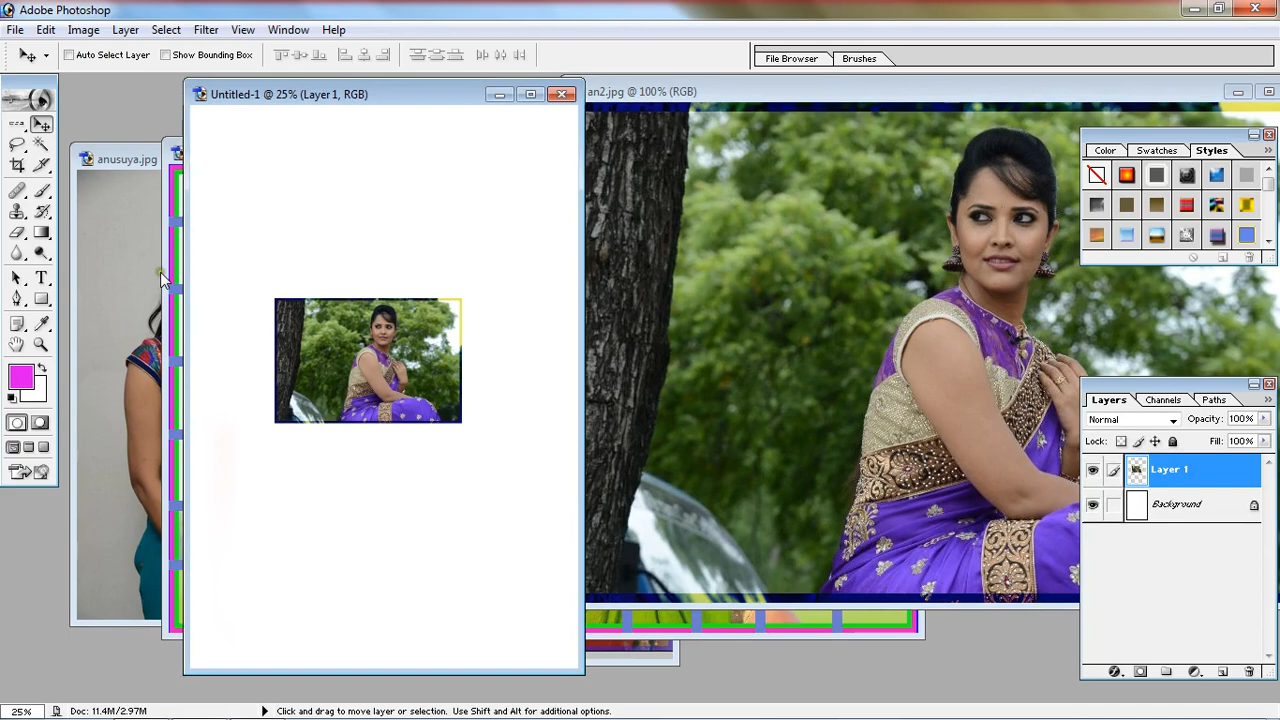 Adobe Photoshop
File Edit Image Layer Select Filter View Window Help
Auto Select Layer Show Bounding Box
File Browser Brushes
Untitled-1 @ 25% (Layer 1, RGB)
an2.jpg @ 100% (RGB)
anusuya.jpg
Color Swatches Styles
Layers Channels Paths
Normal Opacity: 100%
Lock: Fill: 100%
Layer 1
Background
25% Doc: 11.4M/2.97M Click and drag to move layer or selection. Use Shift and Alt for additional options.